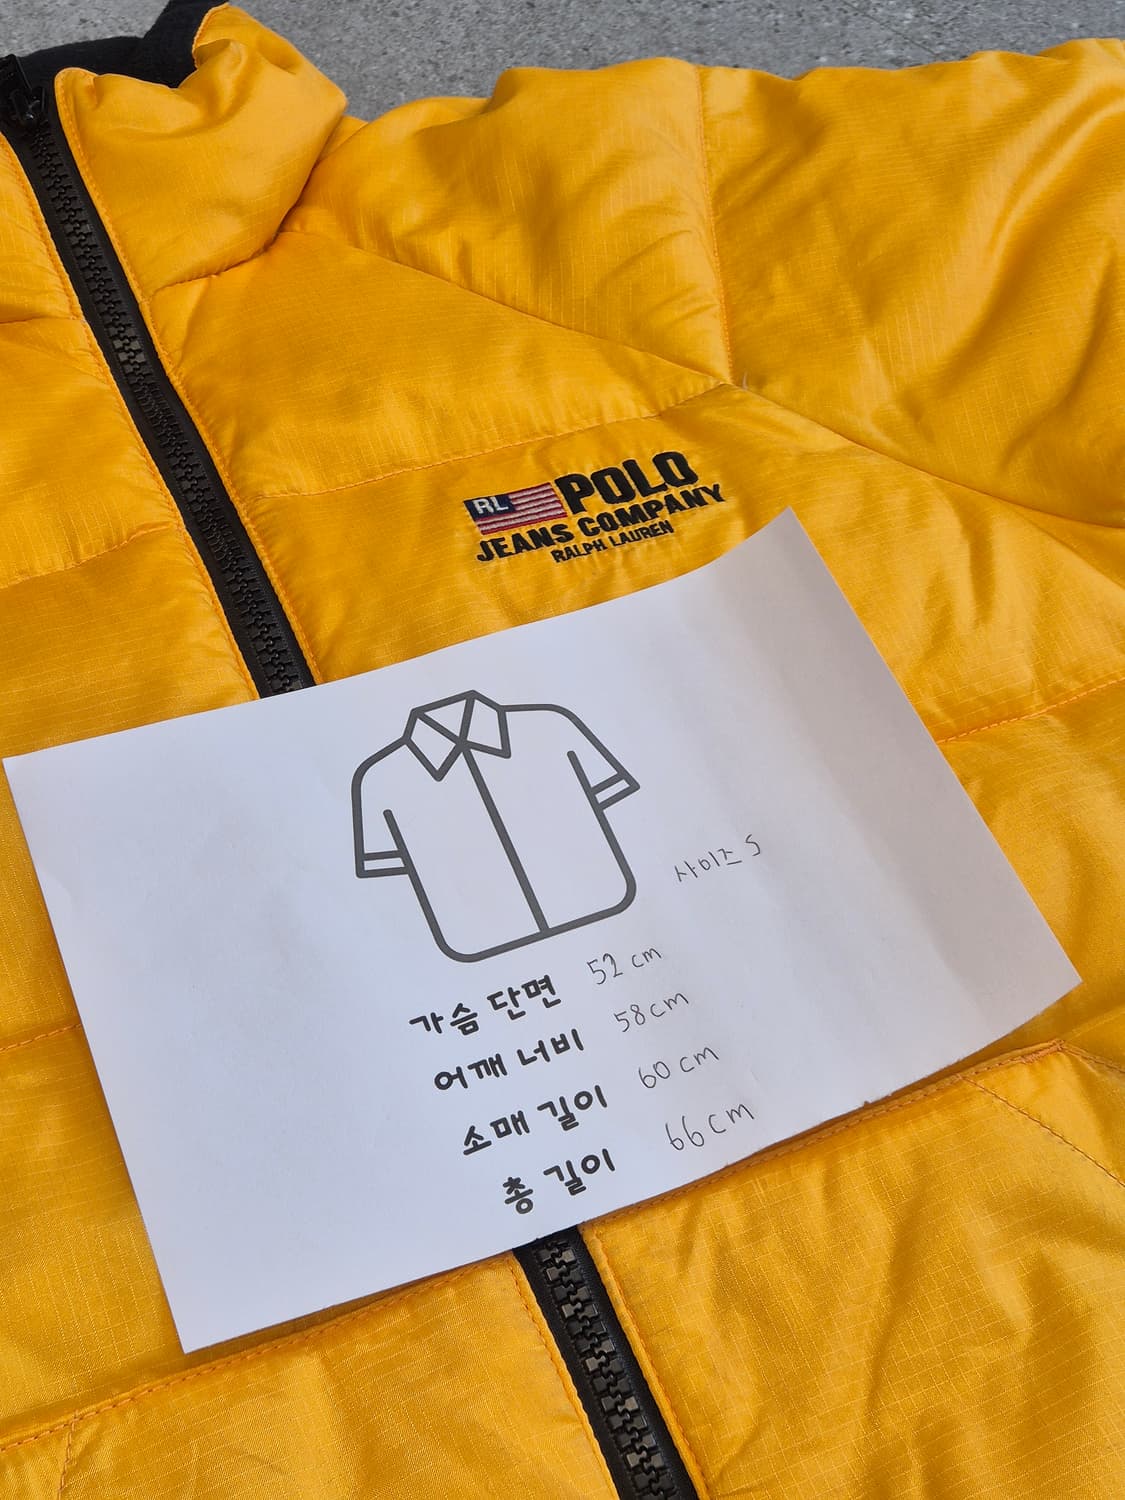 RL POLO
JEANS COMPANY
RALPH LAUREN
사이즈 S
가슴 단면 52 cm
어깨 너비 58cm
소매 길이 60 cm
총 길이 66cm